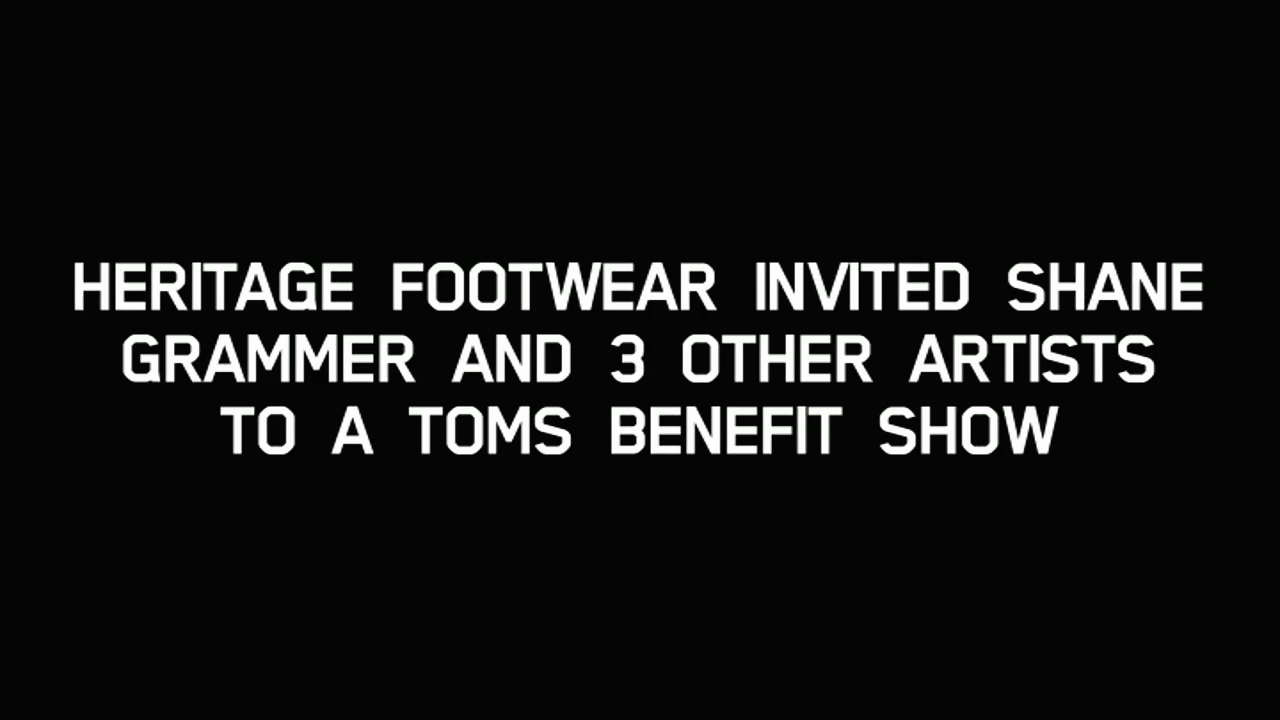 HERITAGE FOOTWEAR INVITED SHANE
GRAMMER AND 3 OTHER ARTISTS
TO A TOMS BENEFIT SHOW